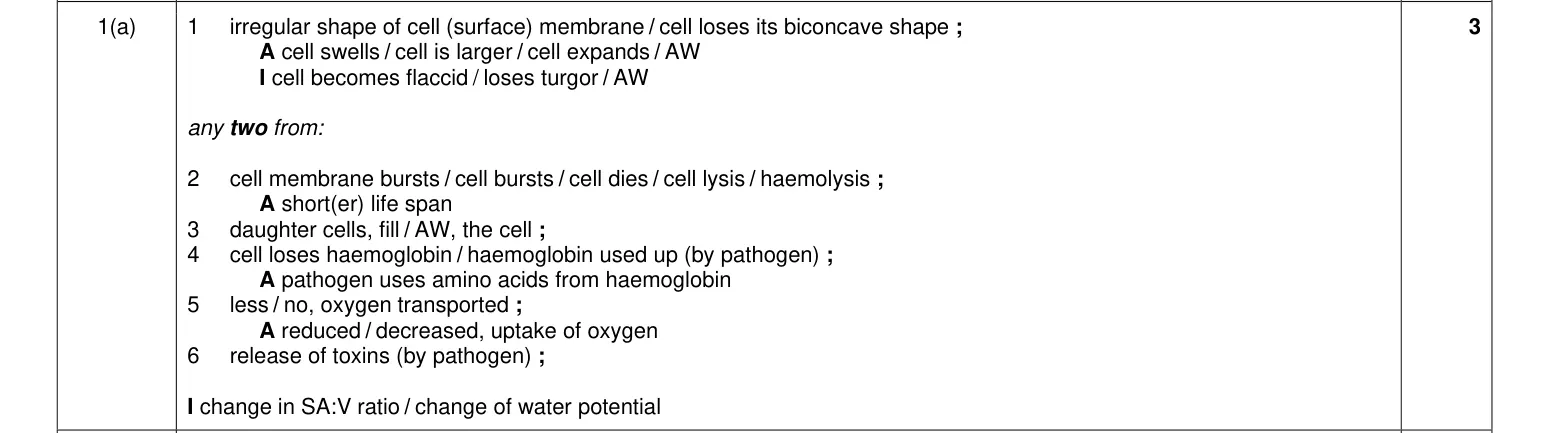 1(a) 1 irregular shape of cell (surface) membrane / cell loses its biconcave shape ; 3
A cell swells / cell is larger / cell expands / AW
I cell becomes flaccid / loses turgor / AW
any two from:
2 cell membrane bursts / cell bursts / cell dies / cell lysis / haemolysis ;
A short(er) life span
3 daughter cells, fill / AW, the cell ;
4 cell loses haemoglobin / haemoglobin used up (by pathogen) ;
A pathogen uses amino acids from haemoglobin
5 less / no, oxygen transported ;
A reduced / decreased, uptake of oxygen
6 release of toxins (by pathogen) ;
I change in SA:V ratio / change of water potential